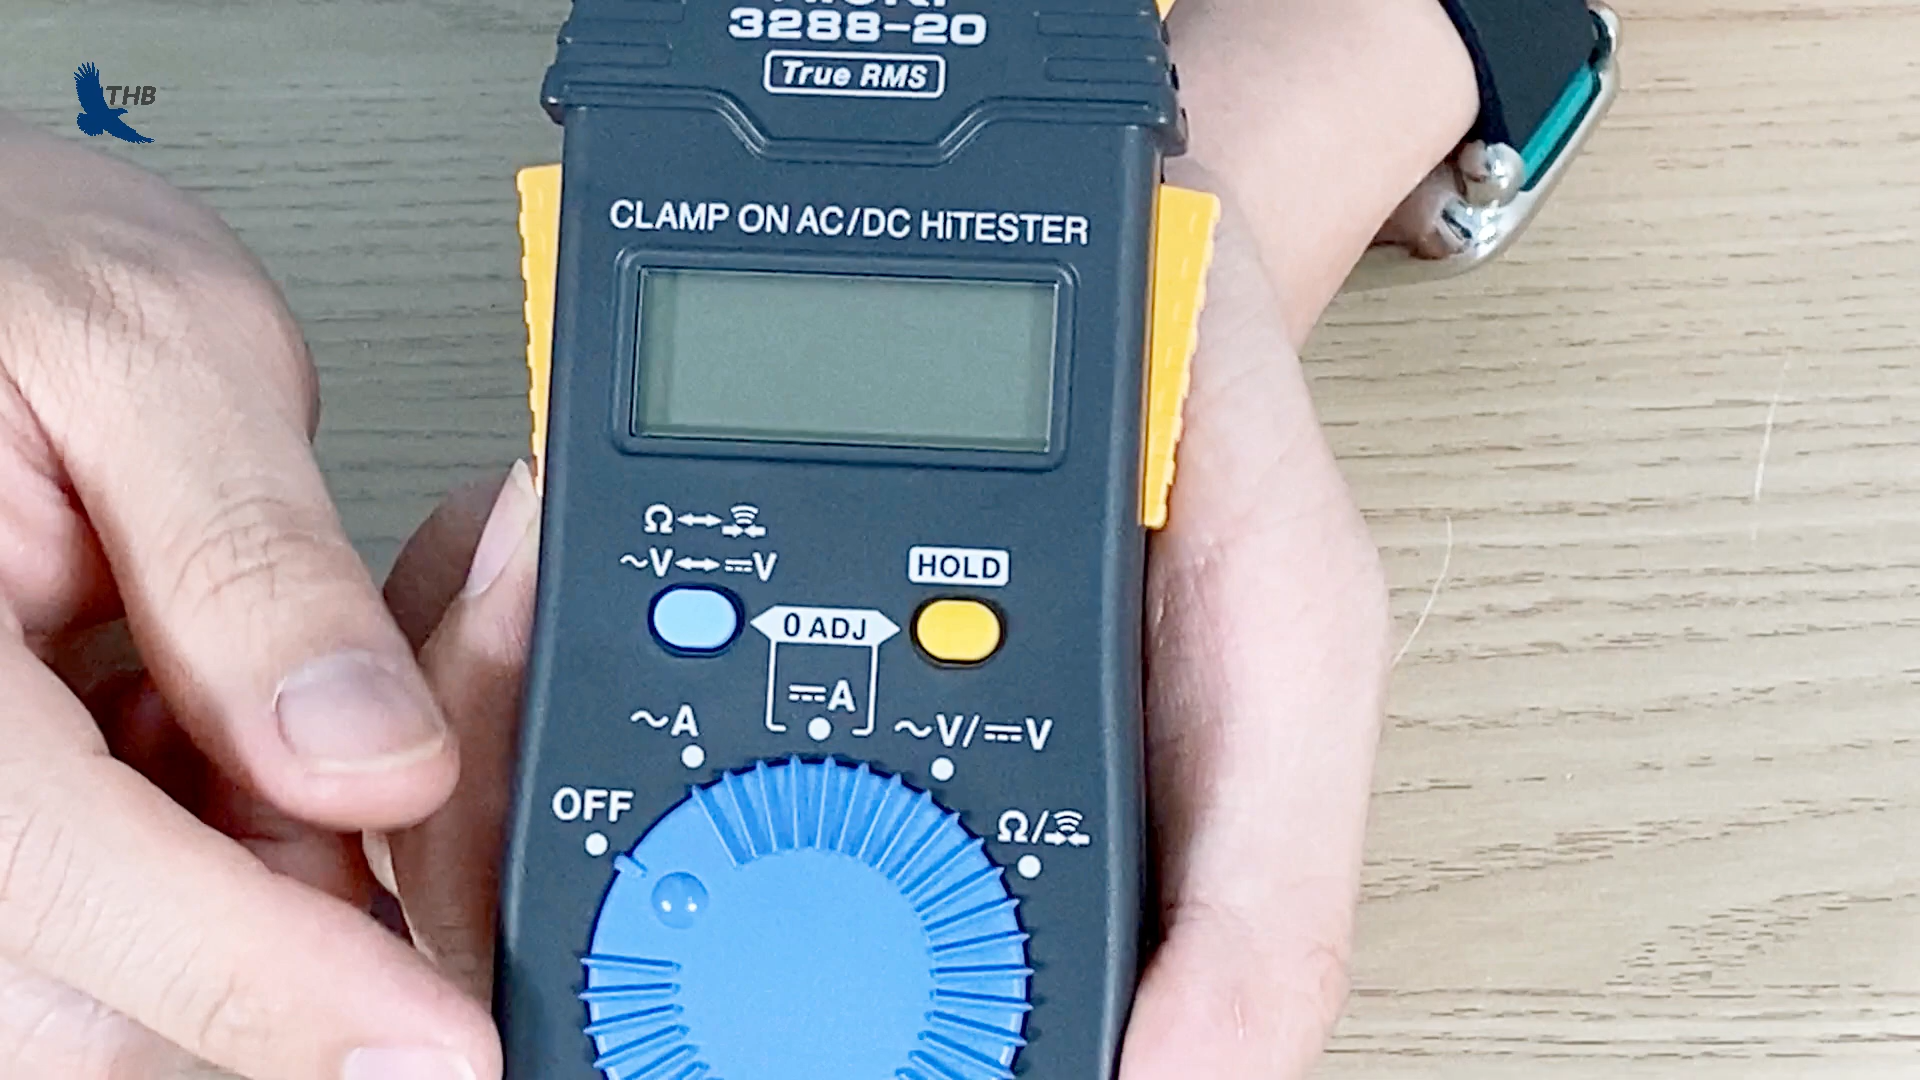 THB
3288-20
True RMS
CLAMP ON AC/DC HiTESTER
Ω
~V ⎓V
HOLD
0 ADJ
⎓A
~A
~V/⎓V
OFF
Ω/